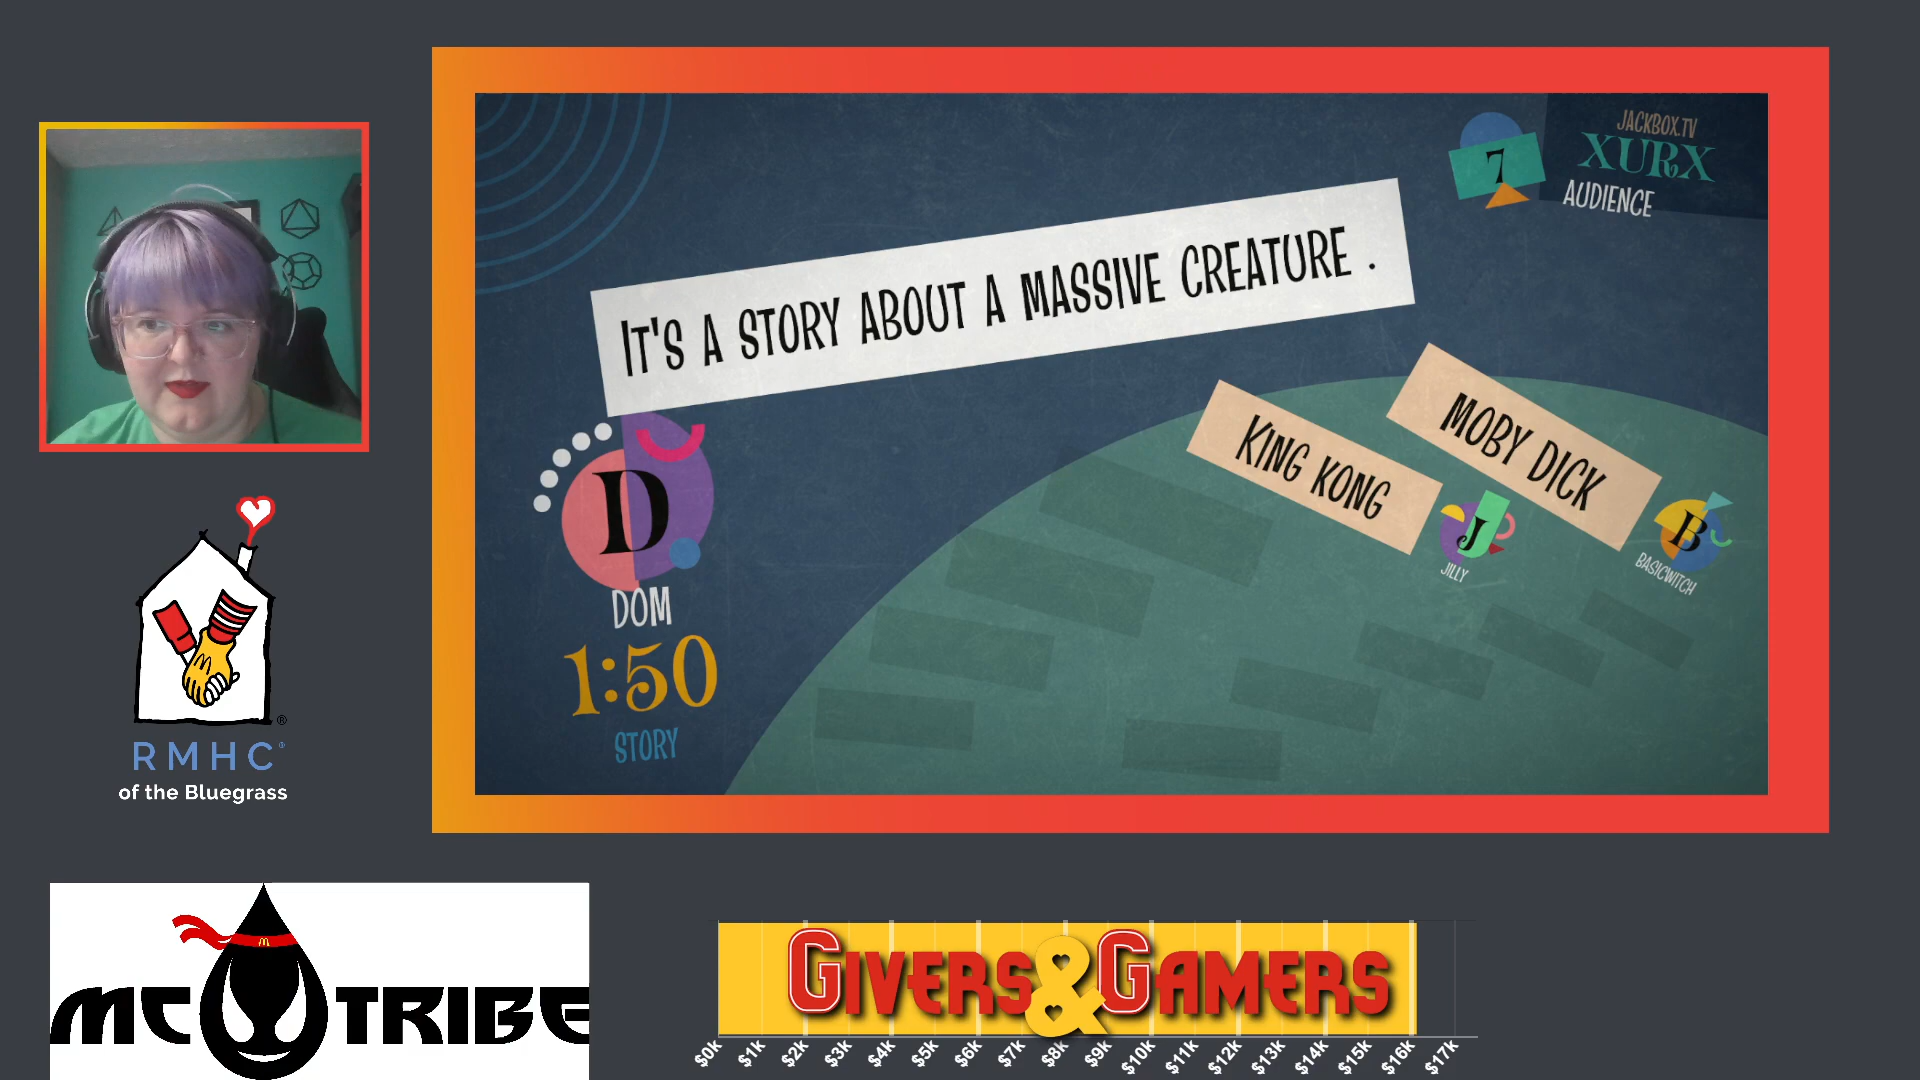 JACKBOX.TV
XURX
7
AUDIENCE
IT'S A STORY ABOUT A MASSIVE CREATURE .
MOBY DICK
KING KONG
D
J
B
JILLY
BASICWITCH
DOM
1:50
STORY
RMHC®
of the Bluegrass
®
MC TRIBE
GIVERS & GAMERS
$0k $1k $2k $3k $4k $5k $6k $7k $8k $9k $10k $11k $12k $13k $14k $15k $16k $17k